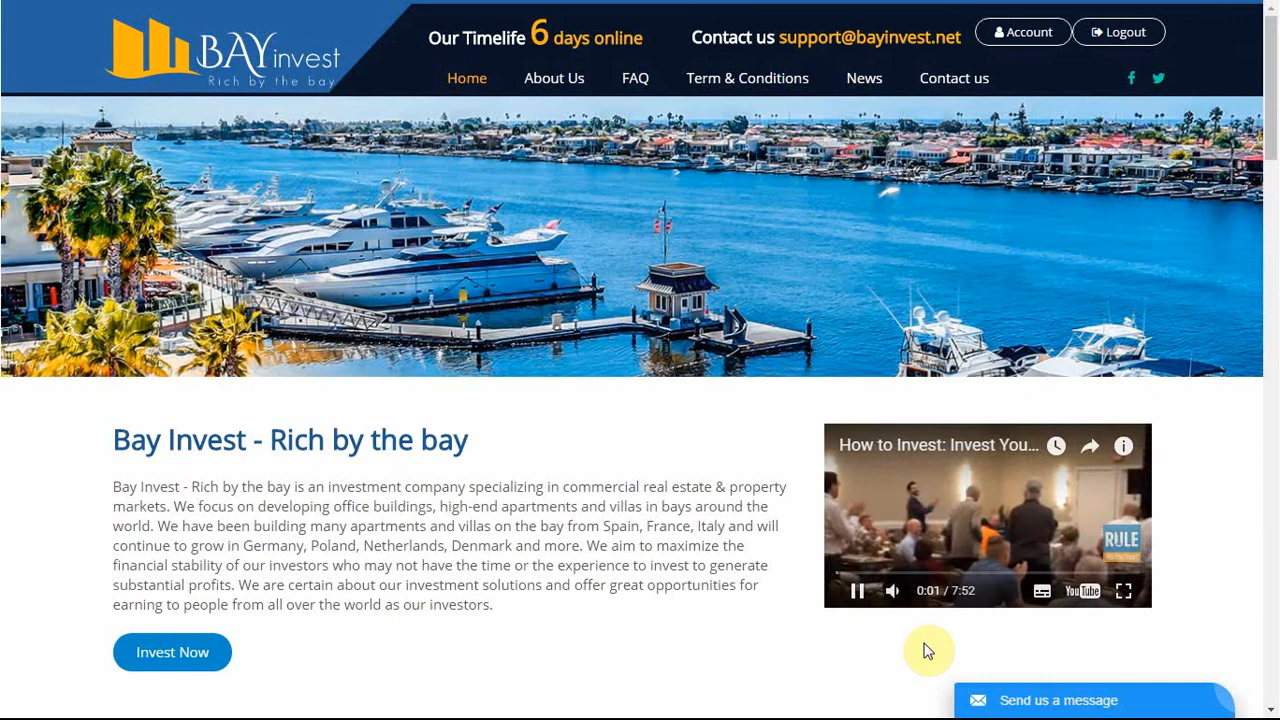 BAY invest
Rich by the bay
Our Timelife 6 days online
Contact us support@bayinvest.net
Account
Logout
Home
About Us
FAQ
Term & Conditions
News
Contact us
Bay Invest - Rich by the bay
Bay Invest - Rich by the bay is an investment company specializing in commercial real estate & property
markets. We focus on developing office buildings, high-end apartments and villas in bays around the
world. We have been building many apartments and villas on the bay from Spain, France, Italy and will
continue to grow in Germany, Poland, Netherlands, Denmark and more. We aim to maximize the
financial stability of our investors who may not have the time or the experience to invest to generate
substantial profits. We are certain about our investment solutions and offer great opportunities for
earning to people from all over the world as our investors.
Invest Now
How to Invest: Invest You...
RULE
0:01 / 7:52
YouTube
Send us a message